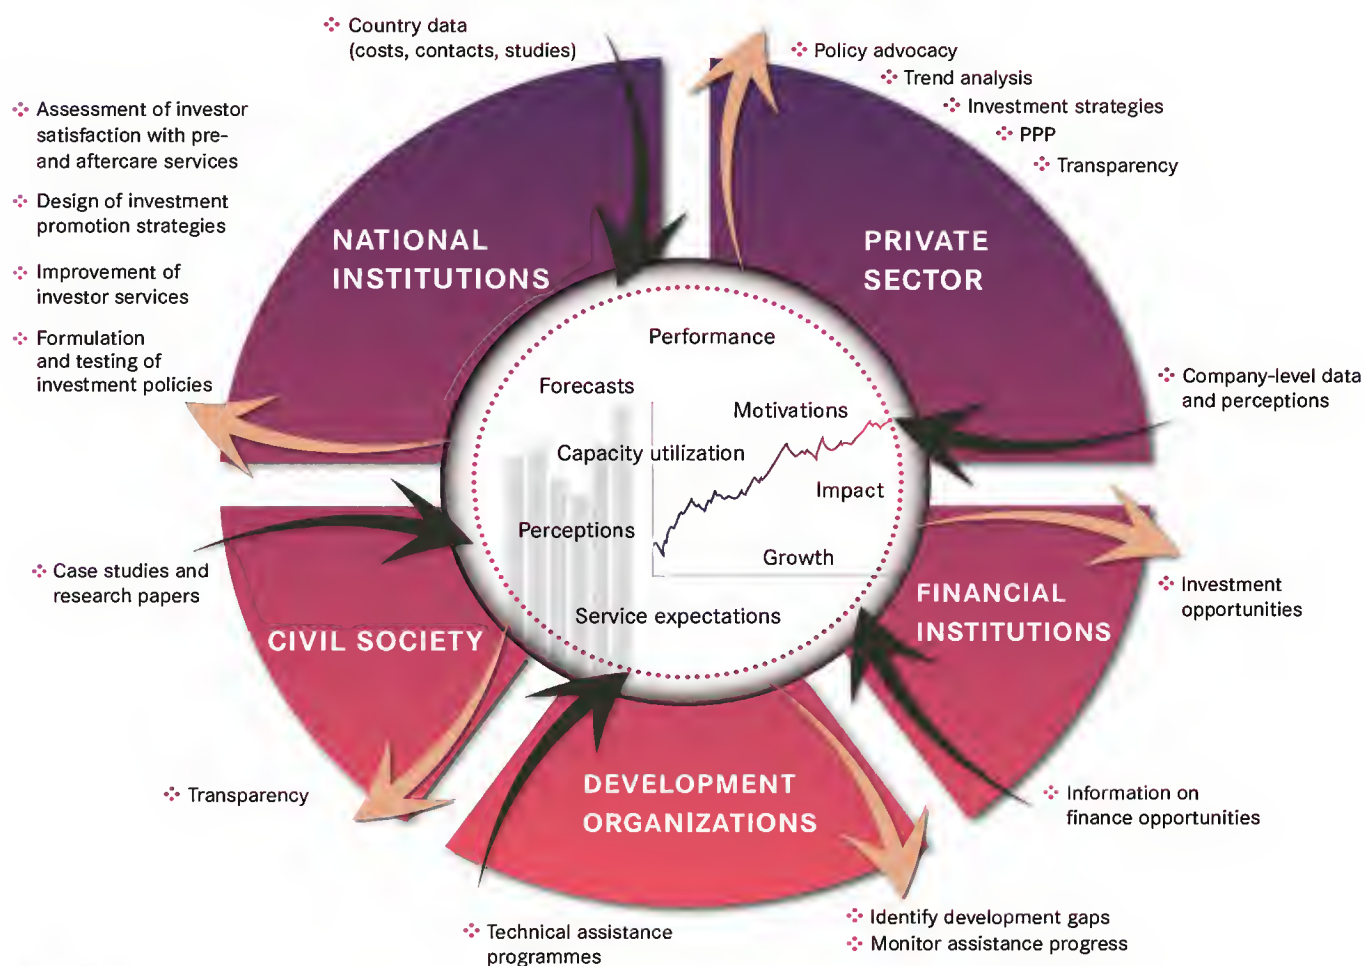 Country data
(costs, contacts, studies)
Policy advocacy
Trend analysis
Investment strategies
PPP
Transparency
Assessment of investor
satisfaction with pre-
and aftercare services
Design of investment
promotion strategies
Improvement of
investor services
Formulation
and testing of
investment policies
NATIONAL
INSTITUTIONS
PRIVATE
SECTOR
Company-level data
and perceptions
Performance
Forecasts
Motivations
Capacity utilization
Impact
Perceptions
Growth
Service expectations
Case studies and
research papers
CIVIL SOCIETY
FINANCIAL
INSTITUTIONS
Investment
opportunities
Transparency
DEVELOPMENT
ORGANIZATIONS
Information on
finance opportunities
Technical assistance
programmes
Identify development gaps
Monitor assistance progress